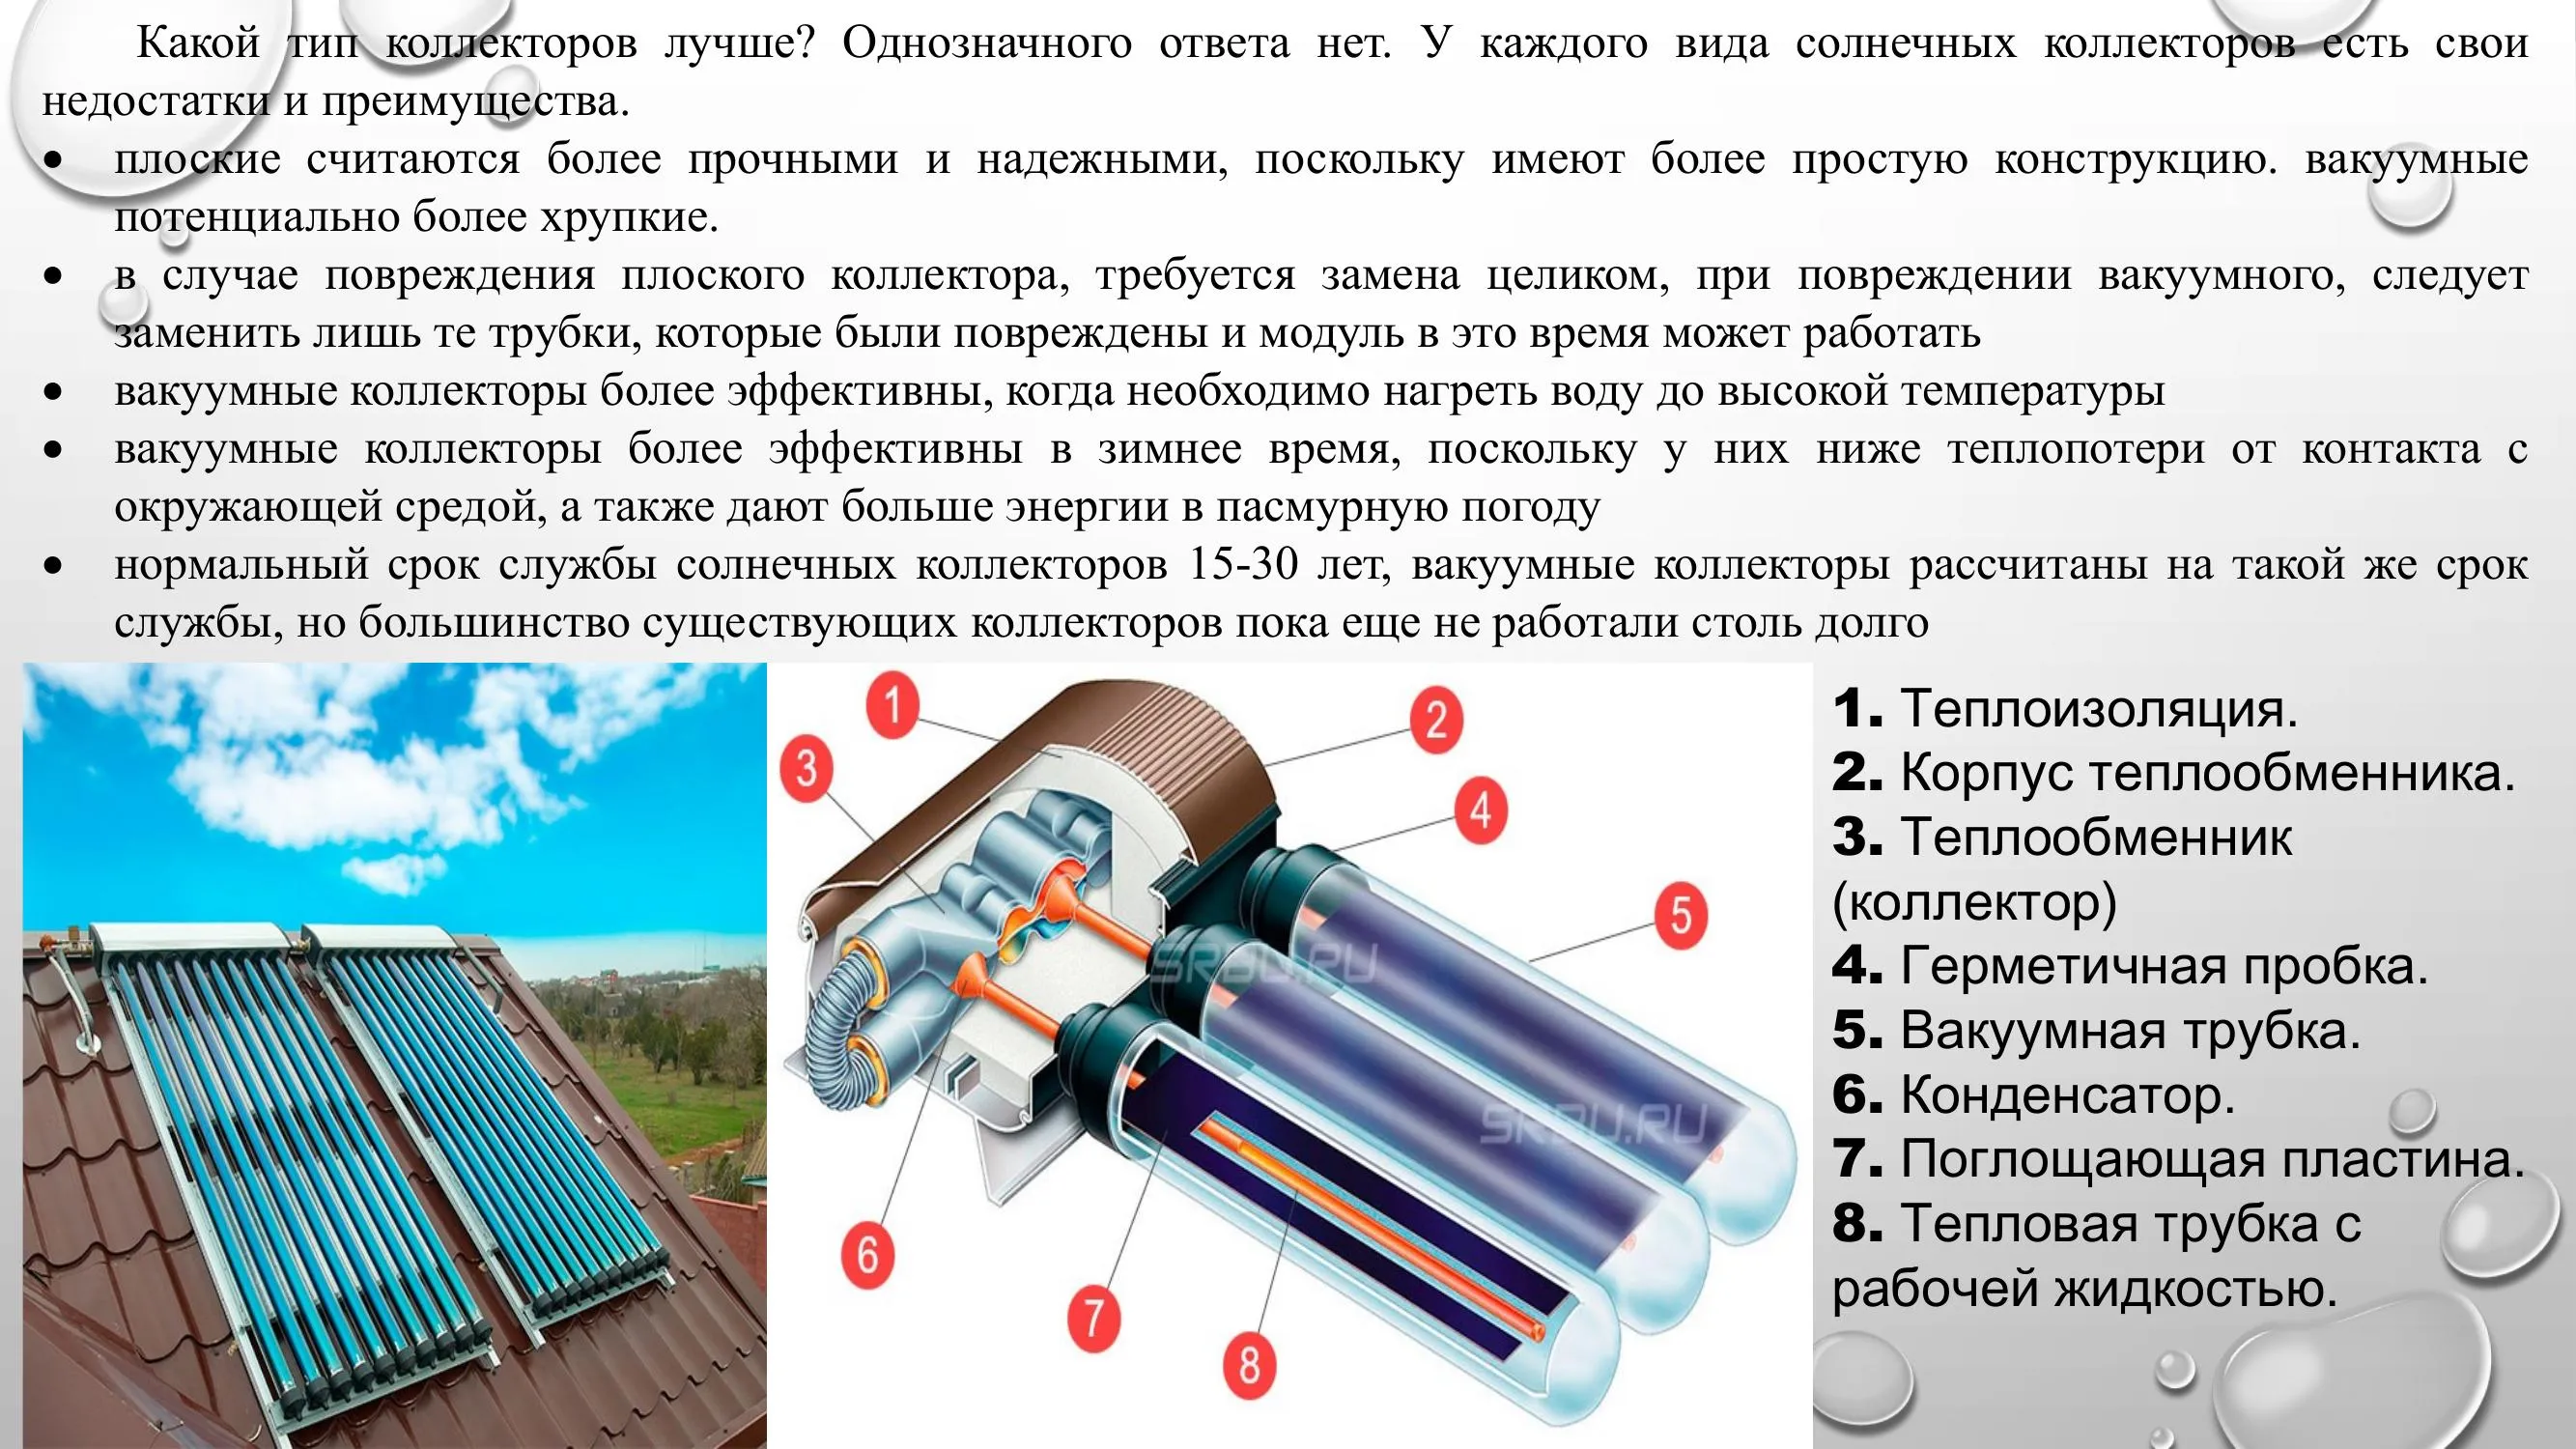 Какой тип коллекторов лучше? Однозначного ответа нет. У каждого вида солнечных коллекторов есть свои
недостатки и преимущества.
• плоские считаются более прочными и надежными, поскольку имеют более простую конструкцию. вакуумные
потенциально более хрупкие.
• в случае повреждения плоского коллектора, требуется замена целиком, при повреждении вакуумного, следует
заменить лишь те трубки, которые были повреждены и модуль в это время может работать
• вакуумные коллекторы более эффективны, когда необходимо нагреть воду до высокой температуры
• вакуумные коллекторы более эффективны в зимнее время, поскольку у них ниже теплопотери от контакта с
окружающей средой, а также дают больше энергии в пасмурную погоду
• нормальный срок службы солнечных коллекторов 15-30 лет, вакуумные коллекторы рассчитаны на такой же срок
службы, но большинство существующих коллекторов пока еще не работали столь долго
1
2
3
4
5
SRBU.RU
SRBU.RU
6
7
8
1. Теплоизоляция.
2. Корпус теплообменника.
3. Теплообменник
(коллектор)
4. Герметичная пробка.
5. Вакуумная трубка.
6. Конденсатор.
7. Поглощающая пластина.
8. Тепловая трубка с
рабочей жидкостью.